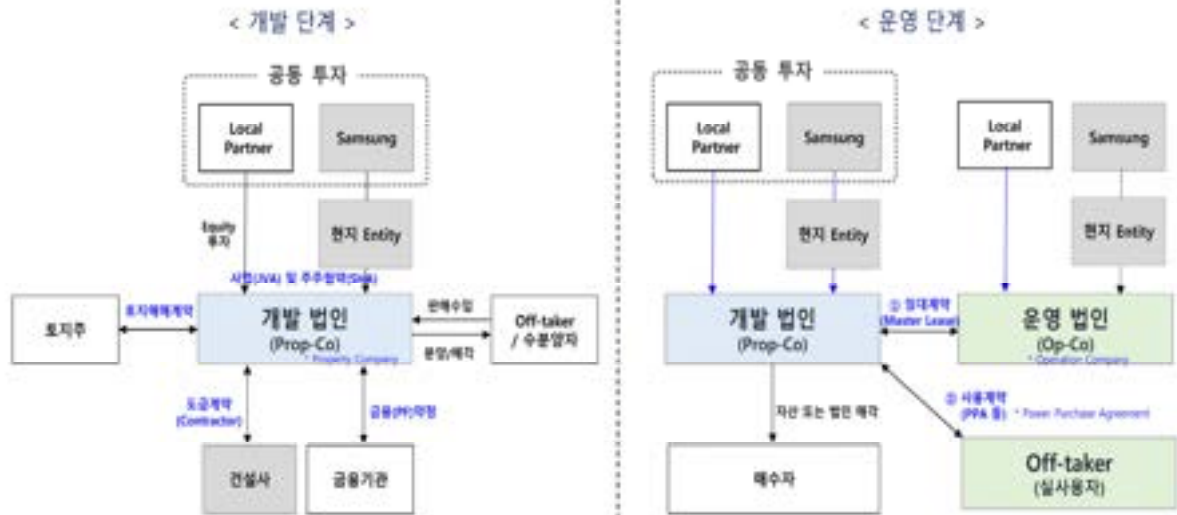 < 개발 단계 >
공동 투자
Local
Partner
Samsung
Equity
투자
현지 Entity
사업(JVA) 및 주주협약(SHA)
토지주
토지매매계약
개발 법인
(Prop-Co)
* Property Company
판매수입
분양/매각
Off-taker
/ 수분양자
도급계약
(Contractor)
금융(PF)약정
건설사
금융기관
< 운영 단계 >
공동 투자
Local
Partner
Samsung
Local
Partner
Samsung
현지 Entity
현지 Entity
개발 법인
(Prop-Co)
① 임대계약
(Master Lease)
운영 법인
(Op-Co)
* Operation Company
자산 또는 법인 매각
② 사용계약
(PPA 등)
* Power Purchase Agreement
매수자
Off-taker
(실사용자)